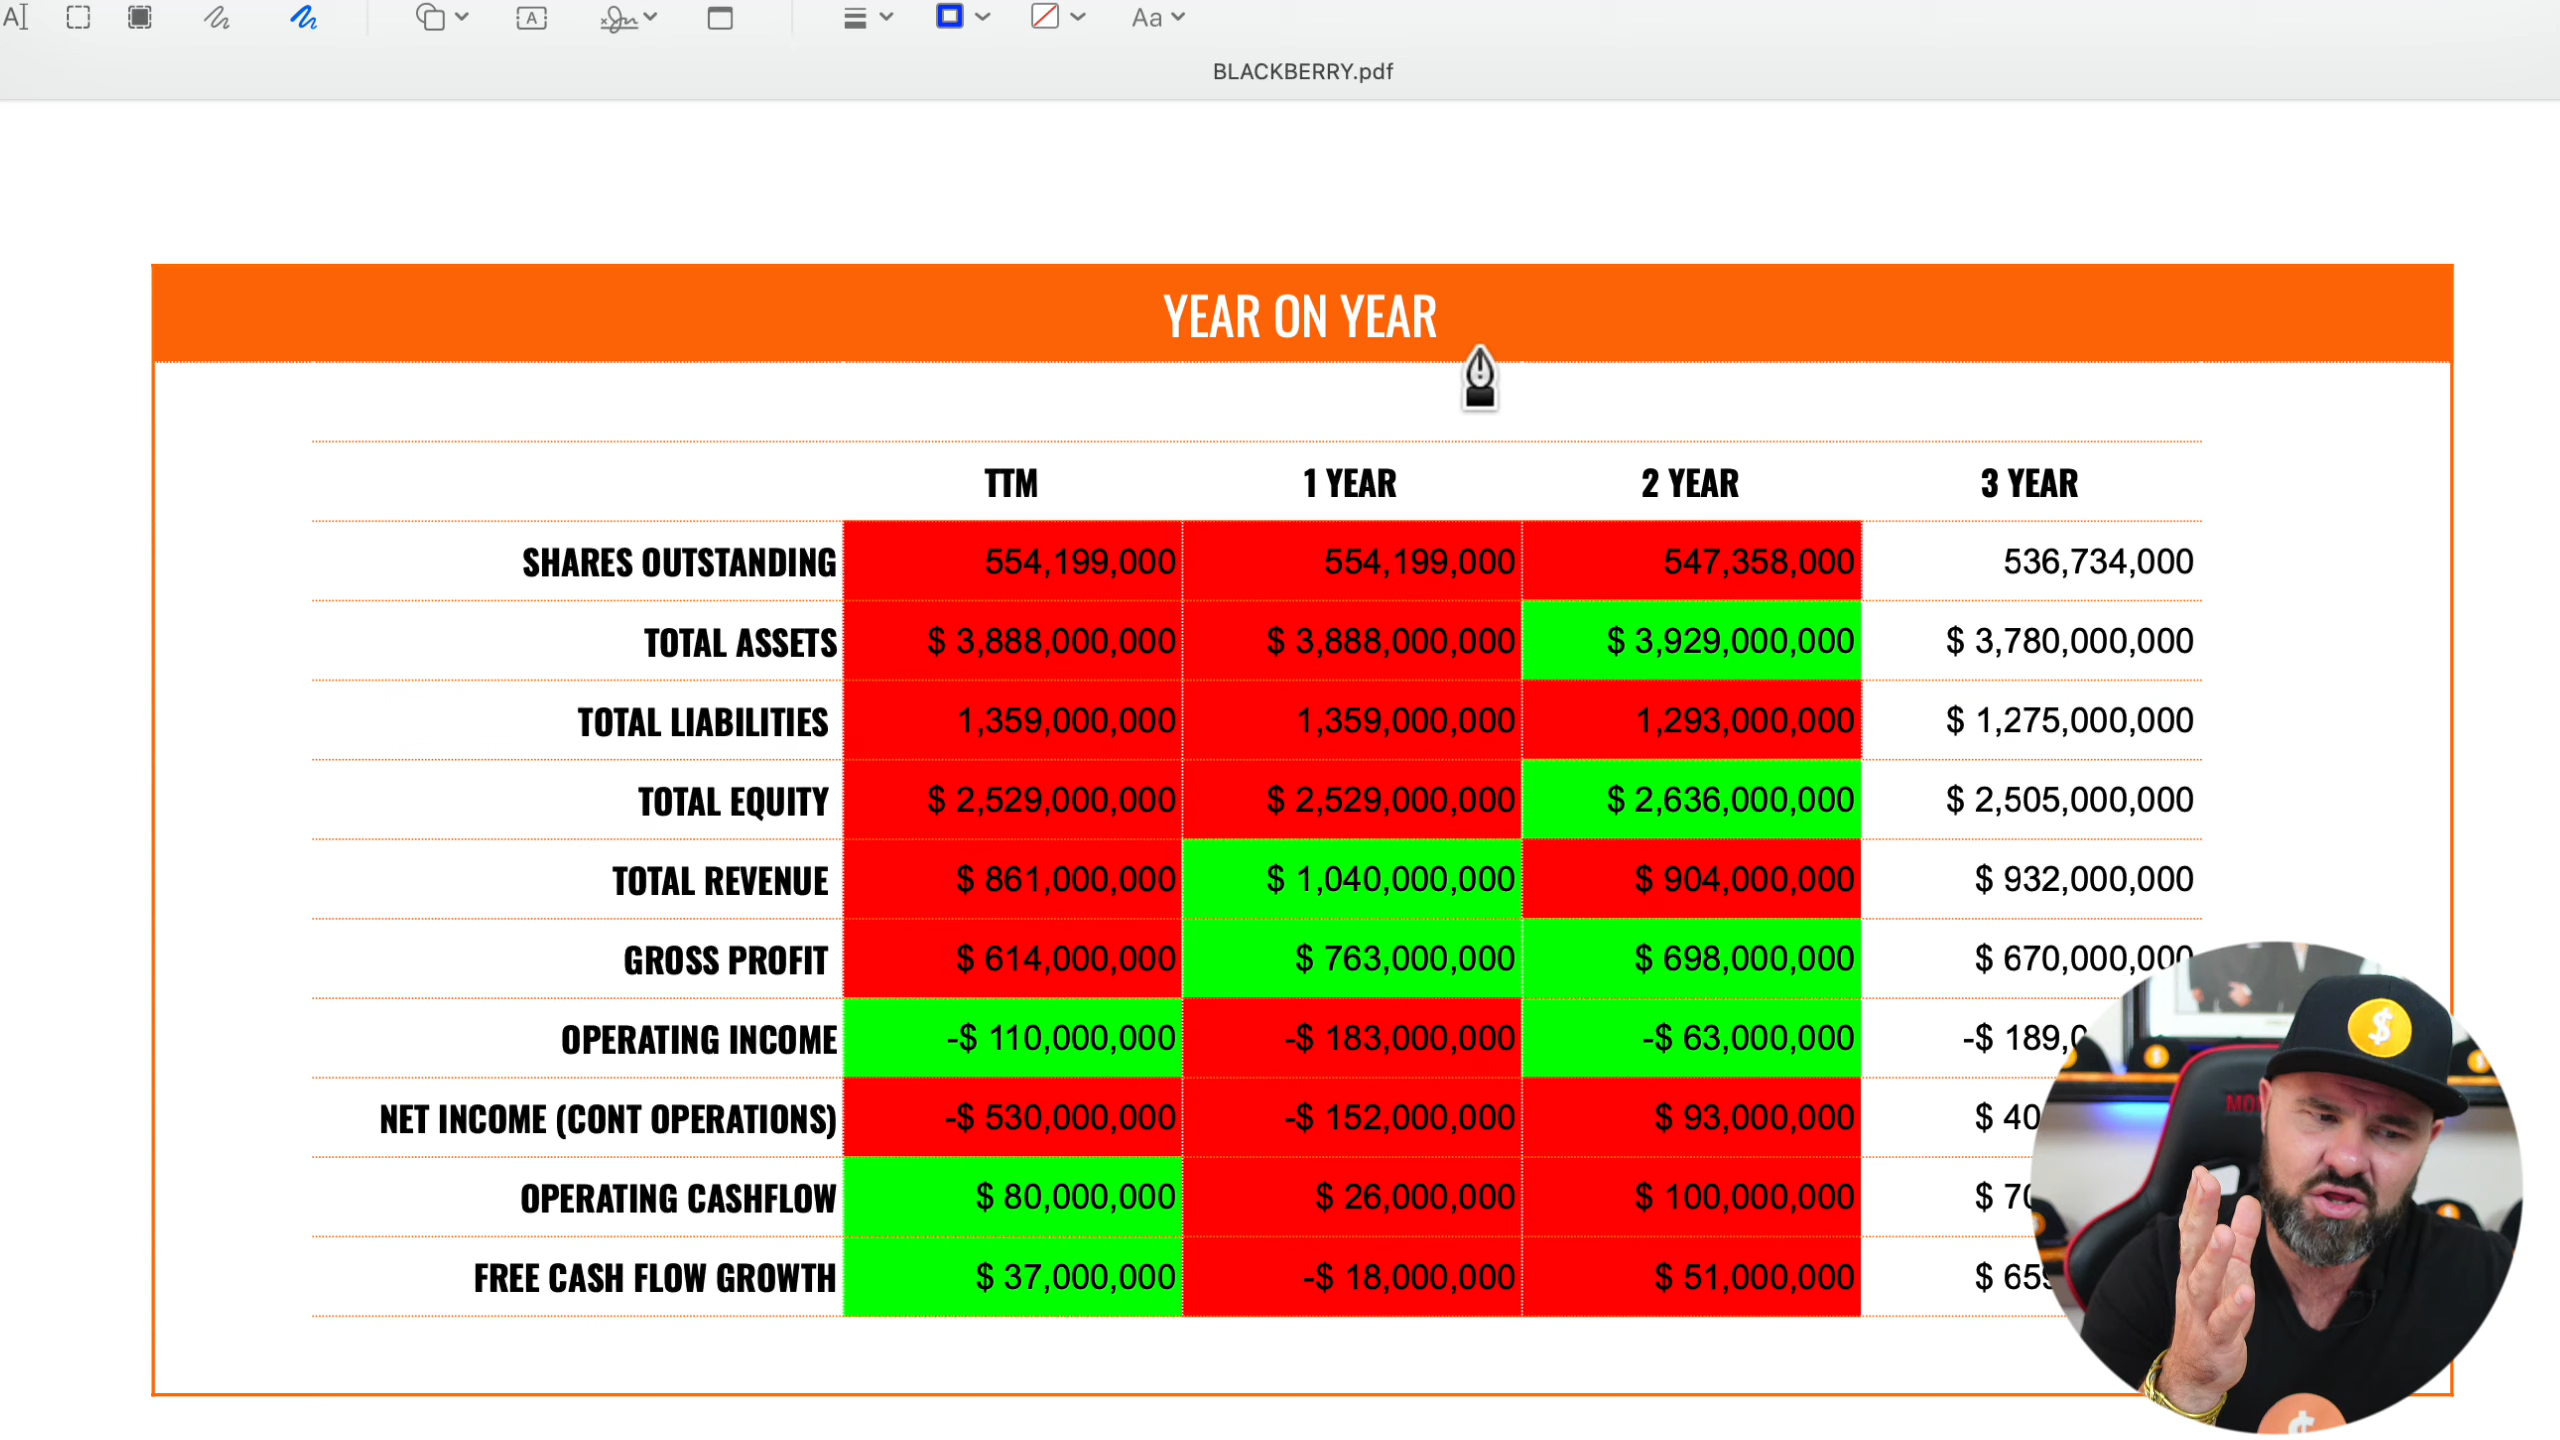 BLACKBERRY.pdf
YEAR ON YEAR
TTM 1 YEAR 2 YEAR 3 YEAR
SHARES OUTSTANDING 554,199,000 554,199,000 547,358,000 536,734,000
TOTAL ASSETS $ 3,888,000,000 $ 3,888,000,000 $ 3,929,000,000 $ 3,780,000,000
TOTAL LIABILITIES 1,359,000,000 1,359,000,000 1,293,000,000 $ 1,275,000,000
TOTAL EQUITY $ 2,529,000,000 $ 2,529,000,000 $ 2,636,000,000 $ 2,505,000,000
TOTAL REVENUE $ 861,000,000 $ 1,040,000,000 $ 904,000,000 $ 932,000,000
GROSS PROFIT $ 614,000,000 $ 763,000,000 $ 698,000,000 $ 670,000,000
OPERATING INCOME -$ 110,000,000 -$ 183,000,000 -$ 63,000,000 -$ 189,
NET INCOME (CONT OPERATIONS) -$ 530,000,000 -$ 152,000,000 $ 93,000,000 $ 40
OPERATING CASHFLOW $ 80,000,000 $ 26,000,000 $ 100,000,000 $
FREE CASH FLOW GROWTH $ 37,000,000 -$ 18,000,000 $ 51,000,000 $